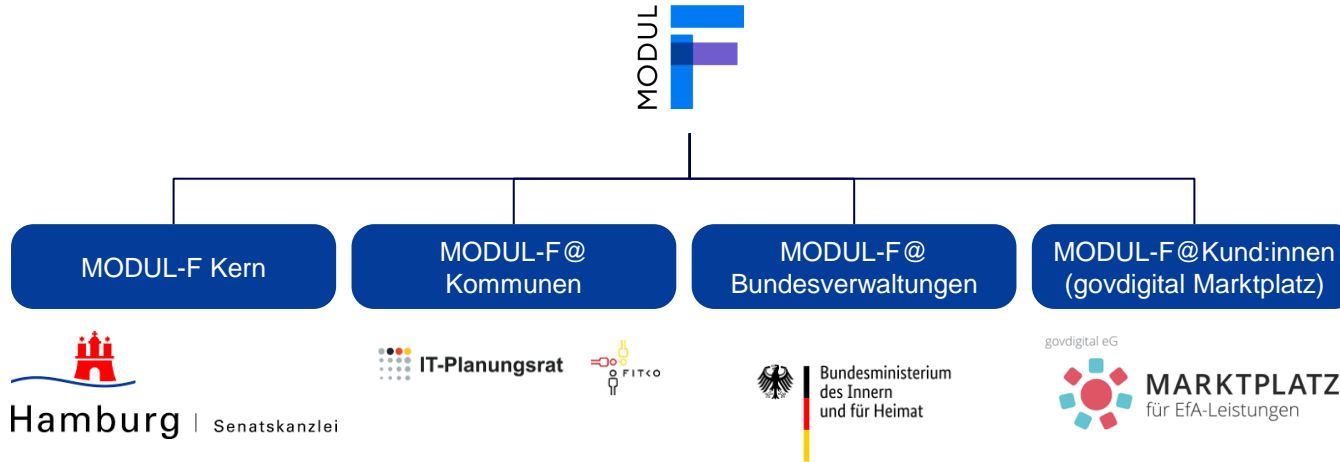 MODUL
F
MODUL-F Kern
MODUL-F@
Kommunen
MODUL-F@
Bundesverwaltungen
MODUL-F@Kund:innen
(govdigital Marktplatz)
Hamburg | Senatskanzlei
IT-Planungsrat
FITKO
Bundesministerium
des Innern
und für Heimat
govdigital eG
MARKTPLATZ
für EfA-Leistungen